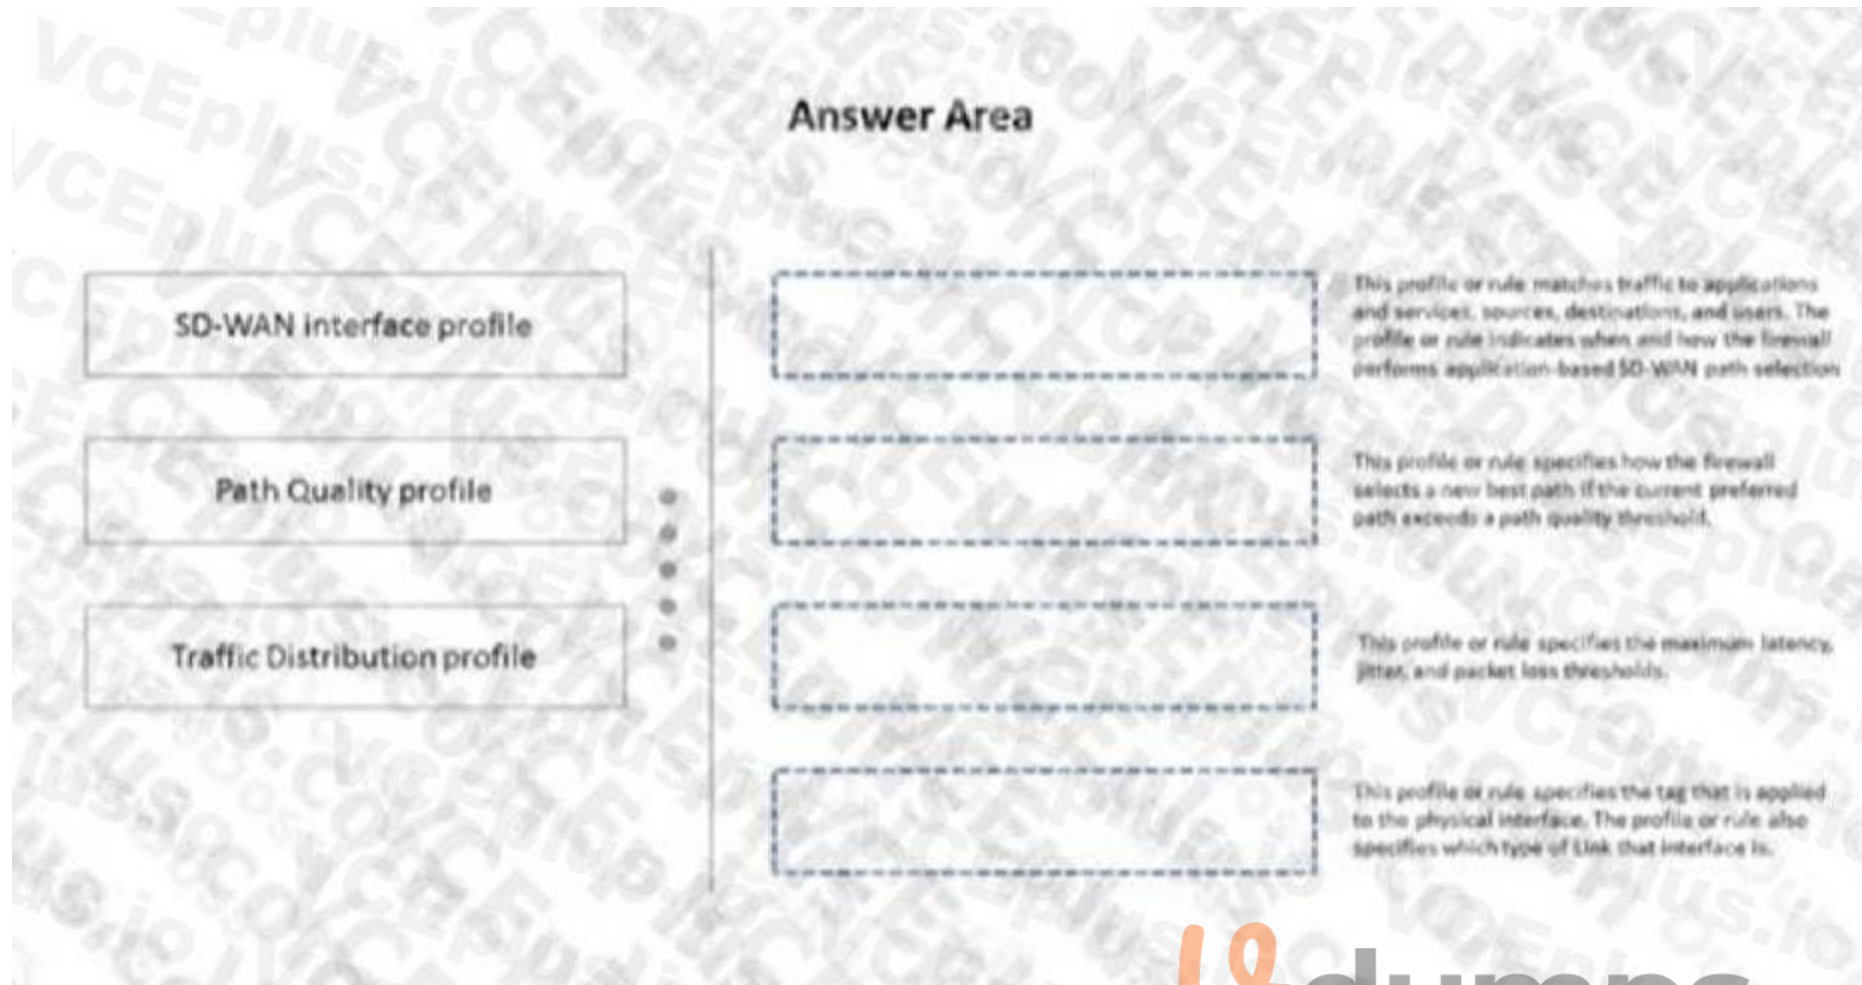 Answer Area
SD-WAN interface profile
Path Quality profile
Traffic Distribution profile
This profile or rule matches traffic to applications
and services, sources, destinations, and users. The
profile or rule indicates when and how the firewall
performs application-based SD-WAN path selection
This profile or rule specifies how the firewall
selects a new best path if the current preferred
path exceeds a path quality threshold.
This profile or rule specifies the maximum latency,
jitter, and packet loss thresholds.
This profile or rule specifies the tag that is applied
to the physical interface. The profile or rule also
specifies which type of Link that interface is.
VCEplus.io
dumps